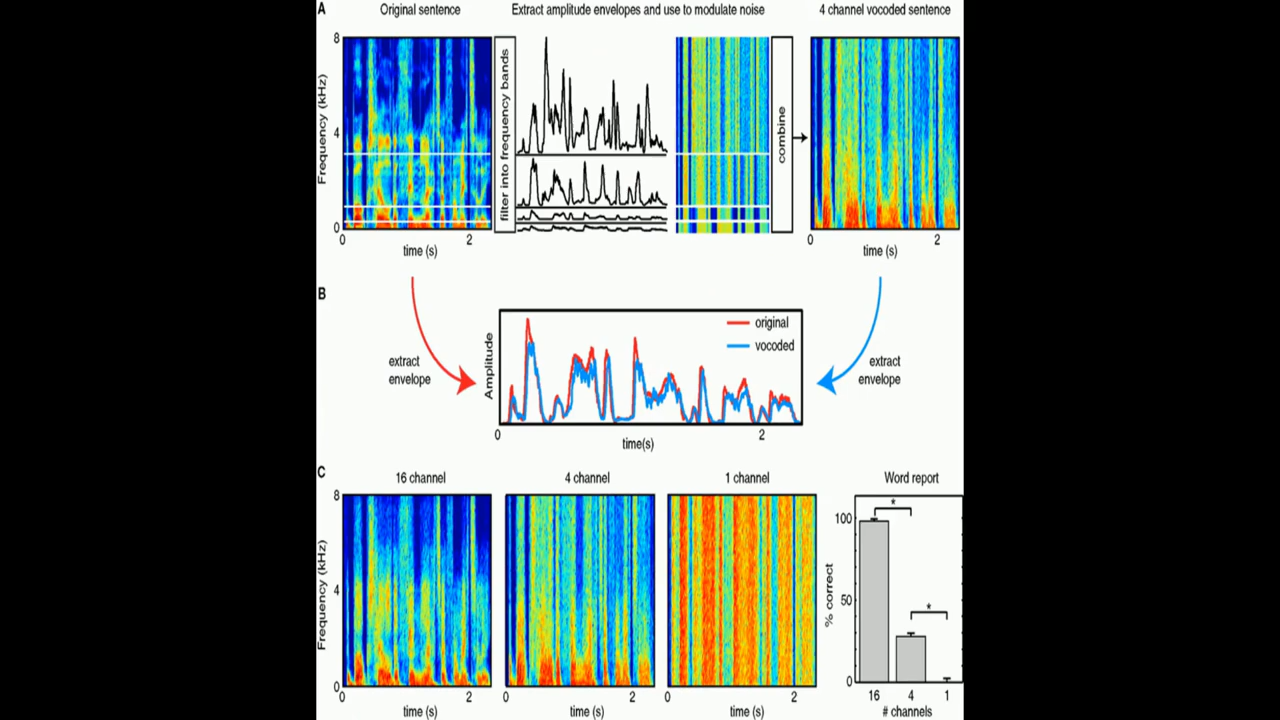 A
Original sentence
Extract amplitude envelopes and use to modulate noise
4 channel vocoded sentence
8
4
0
Frequency (kHz)
0
2
time (s)
filter into frequency bands
combine
0
2
time (s)
B
extract
envelope
Amplitude
original
vocoded
0
2
time(s)
extract
envelope
C
16 channel
4 channel
1 channel
Word report
8
4
0
Frequency (kHz)
0
2
time (s)
0
2
time (s)
0
2
time (s)
% correct
100
50
0
*
*
16
4
1
# channels